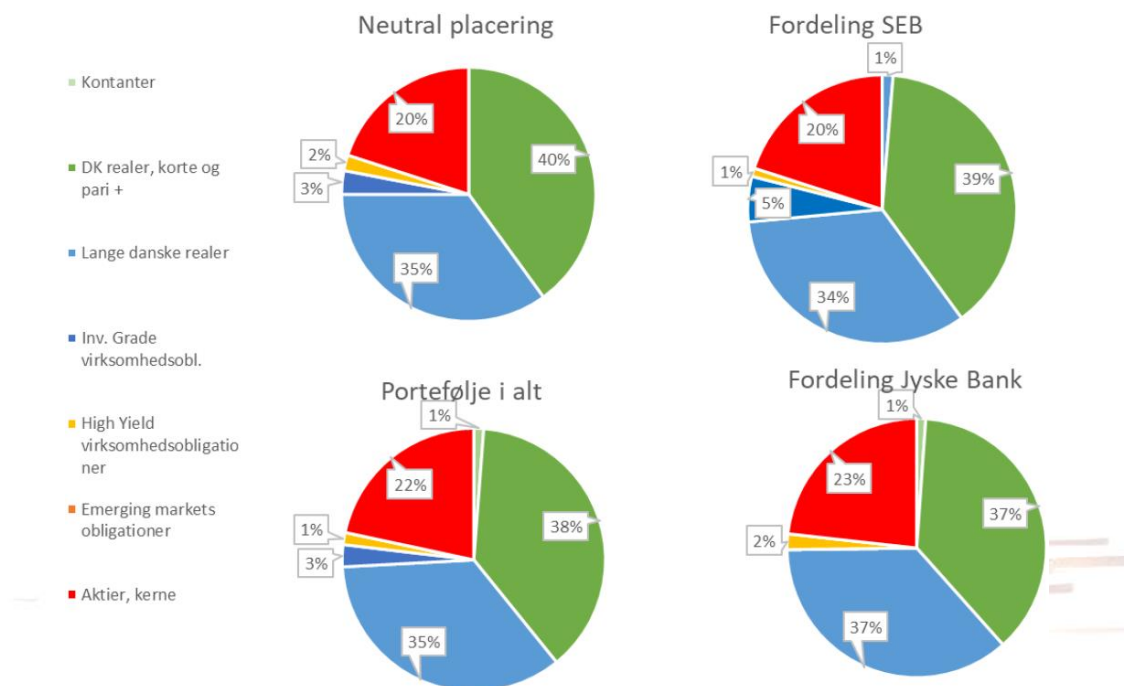 Neutral placering
Fordeling SEB
Kontanter
DK realer, korte og
pari +
Lange danske realer
Inv. Grade
virksomhedsobl.
High Yield
virksomhedsobligatio
ner
Emerging markets
obligationer
Aktier, kerne
20%
2%
3%
40%
35%
1%
20%
1%
5%
39%
34%
Portefølje i alt
Fordeling Jyske Bank
1%
22%
1%
3%
38%
35%
1%
23%
2%
37%
37%